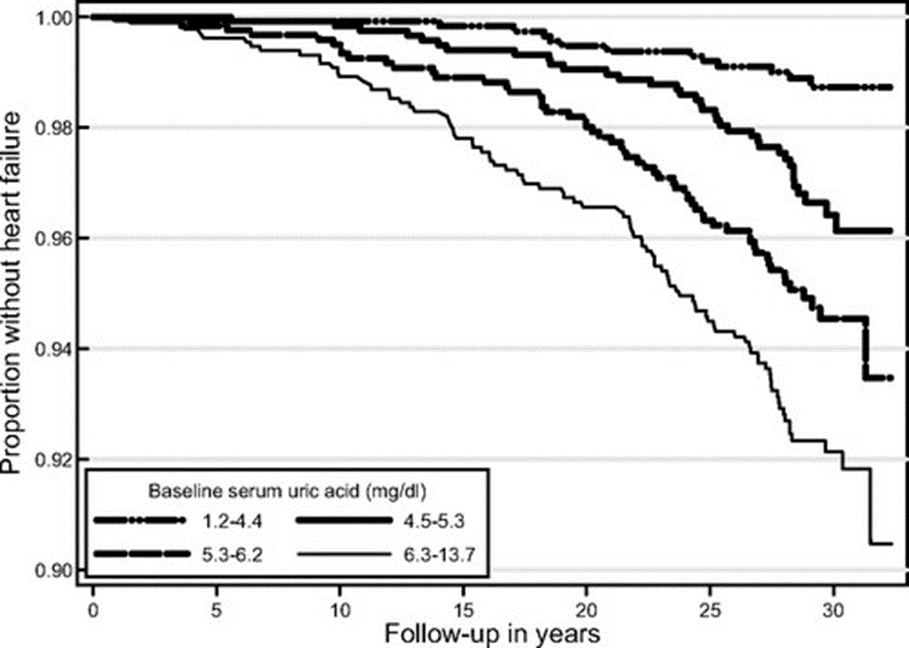 Proportion without heart failure
1.00
0.98
0.96
0.94
0.92
0.90
Baseline serum uric acid (mg/dl)
1.2-4.4 4.5-5.3
5.3-6.2 6.3-13.7
0 5 10 15 20 25 30
Follow-up in years